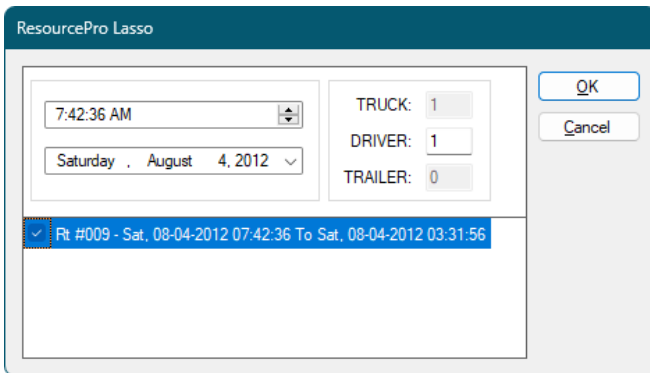 ResourcePro Lasso
7:42:36 AM
Saturday , August 4, 2012
TRUCK: 1
DRIVER: 1
TRAILER: 0
OK
Cancel
Rt #009 - Sat, 08-04-2012 07:42:36 To Sat, 08-04-2012 03:31:56